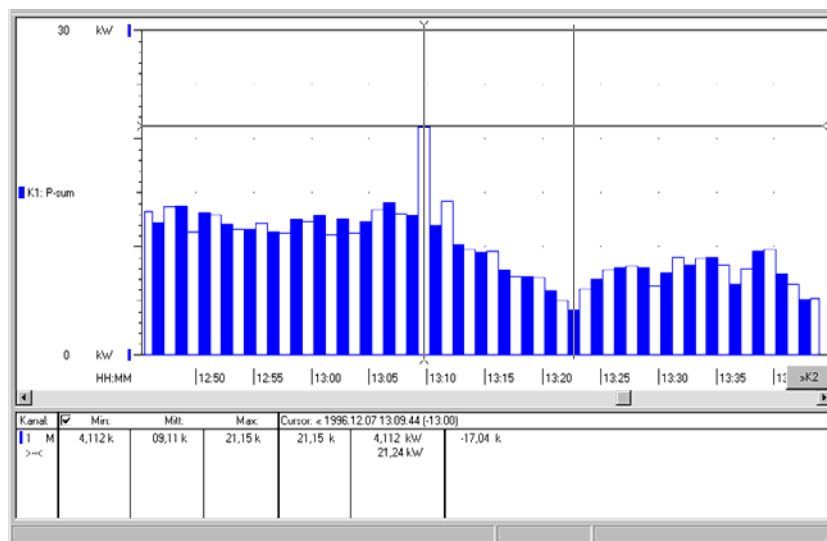 30 kW
K1: P-sum
0 kW
HH:MM |12:50 |12:55 |13:00 |13:05 |13:10 |13:15 |13:20 |13:25 |13:30 |13:35 |13: »K2
Kanal: Min: Mitt: Max: Cursor: < 1996.12.07 13:09:44 (-13:00)
1 M 4,112 k 09,11 k 21,15 k 21,15 k 4,112 kW -17,04 k
>--< 21,24 kW